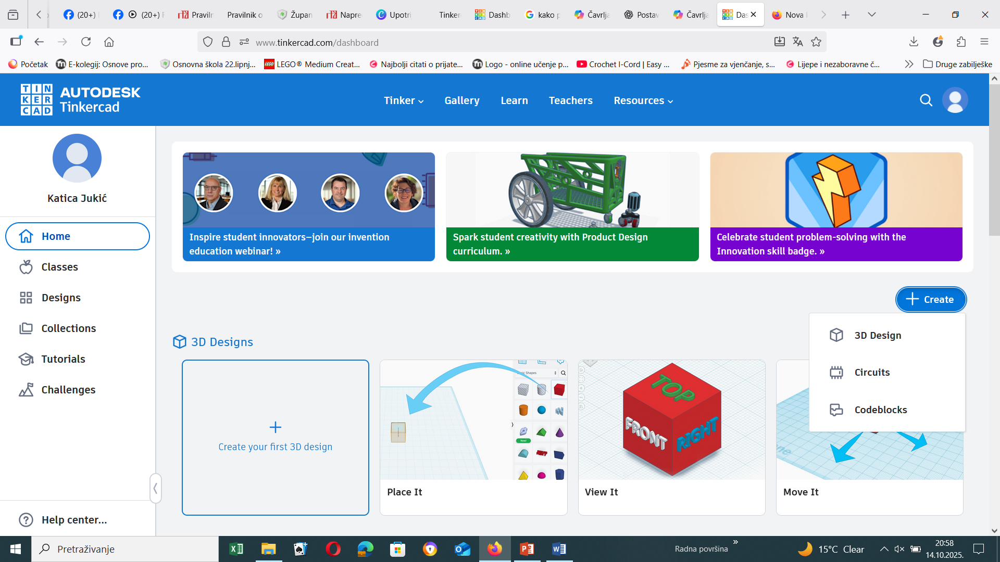 (20+)
(20+)
Praviln
Pravilnik o
Župan
Napre
Upotri
Tinker
Dashb
kako p
Čavrlja
Postav
Čavrlja
Das
Nova
www.tinkercad.com/dashboard
Početak
E-kolegij: Osnove pro...
Osnovna škola 22.lipnj...
LEGO® Medium Creat...
Najbolji citati o prijate...
Logo - online učenje p...
Crochet I-Cord | Easy ...
Pjesme za vjenčanje, s...
Lijepe i nezaboravne č...
Druge zabilješke
TIN
KER
CAD
AUTODESK
Tinkercad
Tinker
Gallery
Learn
Teachers
Resources
Katica Jukić
Home
Classes
Designs
Collections
Tutorials
Challenges
Help center...
Inspire student innovators—join our invention
education webinar! »
Spark student creativity with Product Design
curriculum. »
Celebrate student problem-solving with the
Innovation skill badge. »
Create
3D Design
Circuits
Codeblocks
3D Designs
Create your first 3D design
Shapes
New!
Place It
TOP
FRONT
RIGHT
View It
Move It
Pretraživanje
Radna površina
15°C Clear
20:58
14.10.2025.